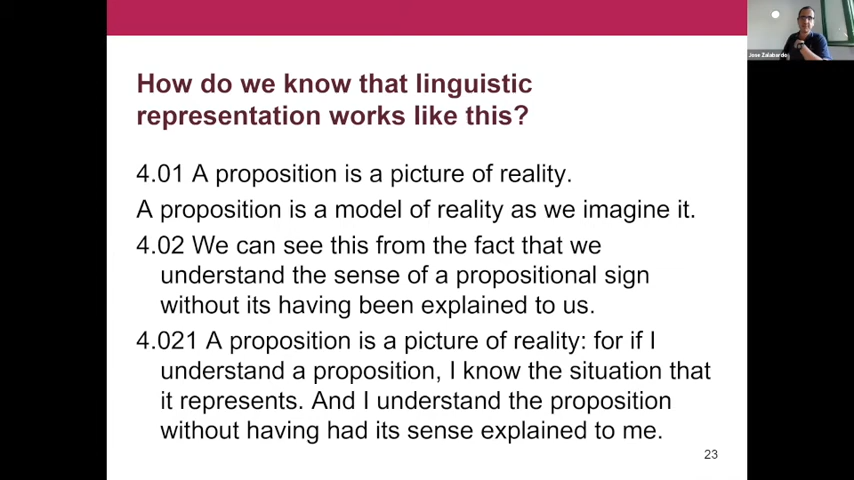 Jose Zalabardo
How do we know that linguistic
representation works like this?
4.01 A proposition is a picture of reality.
A proposition is a model of reality as we imagine it.
4.02 We can see this from the fact that we
understand the sense of a propositional sign
without its having been explained to us.
4.021 A proposition is a picture of reality: for if I
understand a proposition, I know the situation that
it represents. And I understand the proposition
without having had its sense explained to me.
23